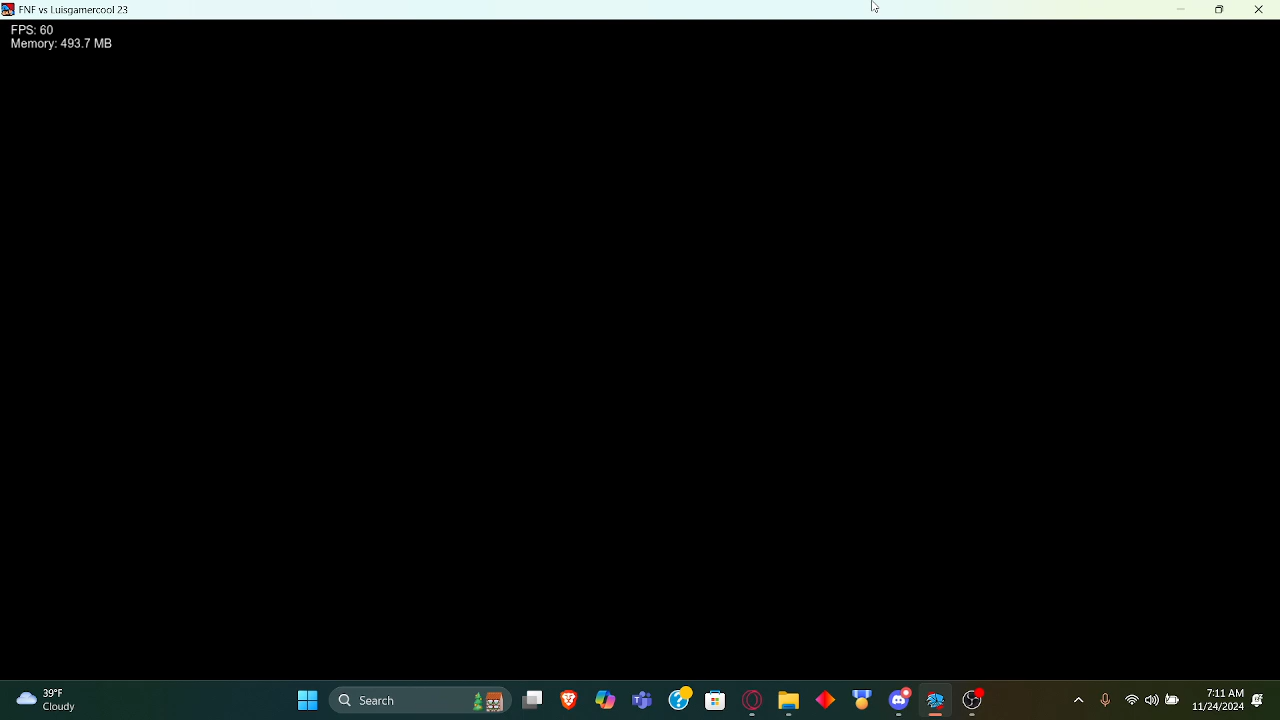 FNF vs Luisgamercool 23
FPS: 60
Memory: 493.7 MB
39°F
Cloudy
Search
7:11 AM
11/24/2024